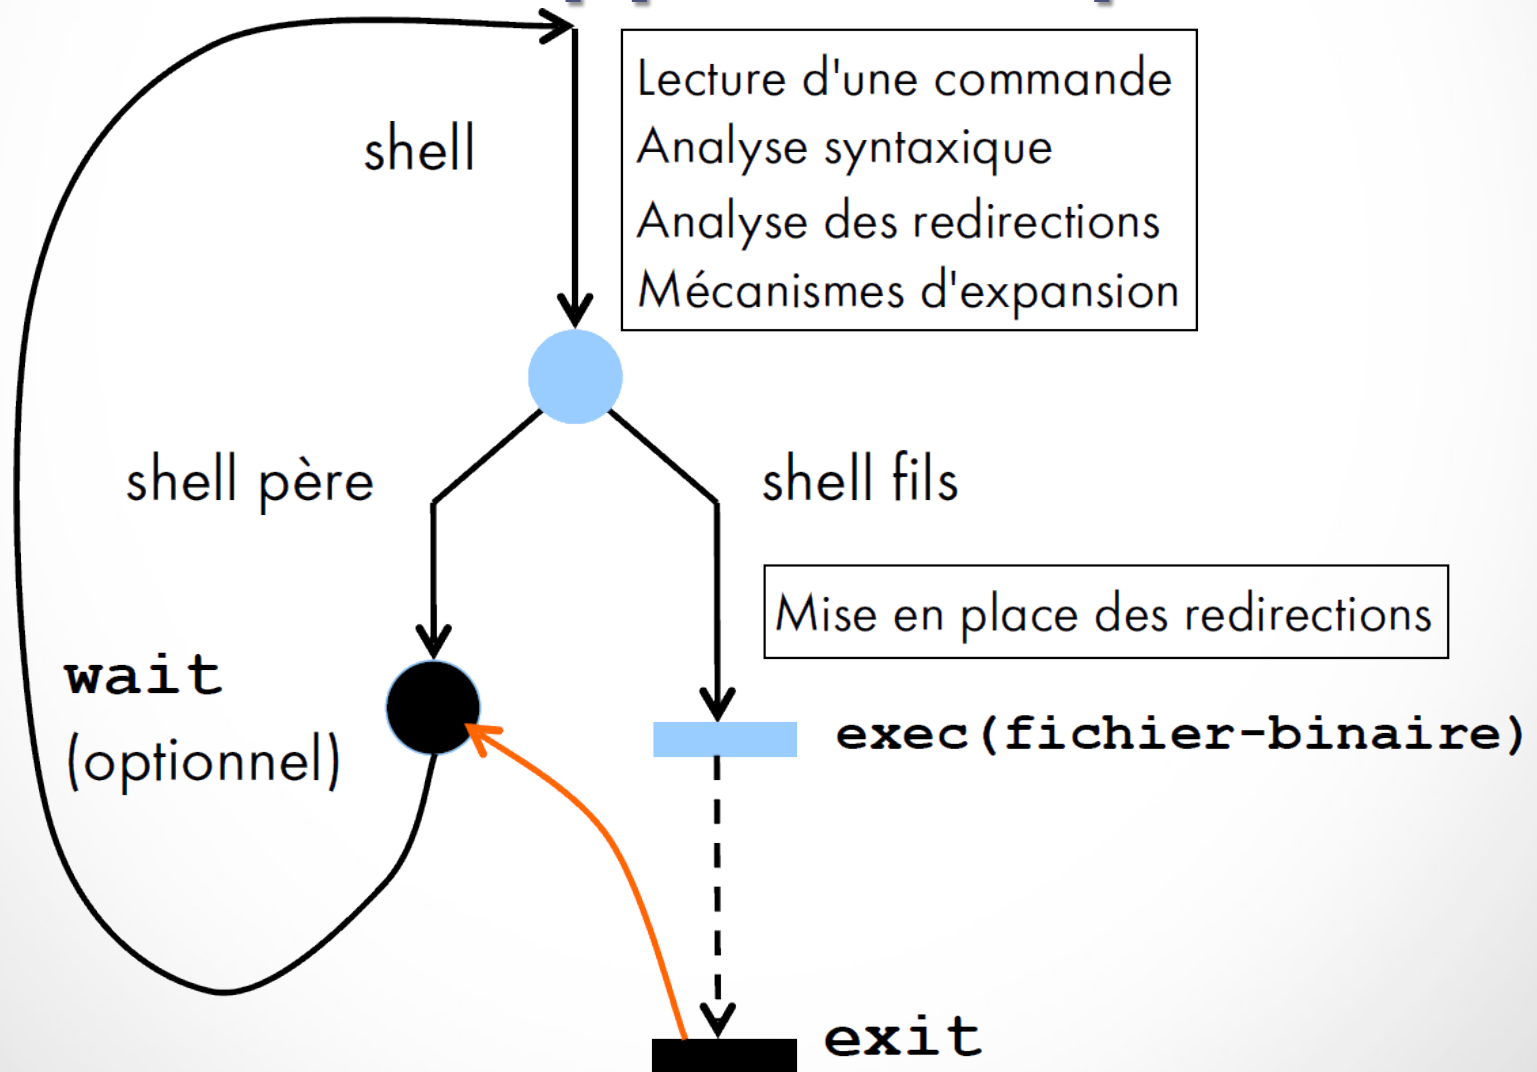 shell
Lecture d'une commande
Analyse syntaxique
Analyse des redirections
Mécanismes d'expansion
shell père
shell fils
Mise en place des redirections
wait
(optionnel)
exec(fichier-binaire)
exit